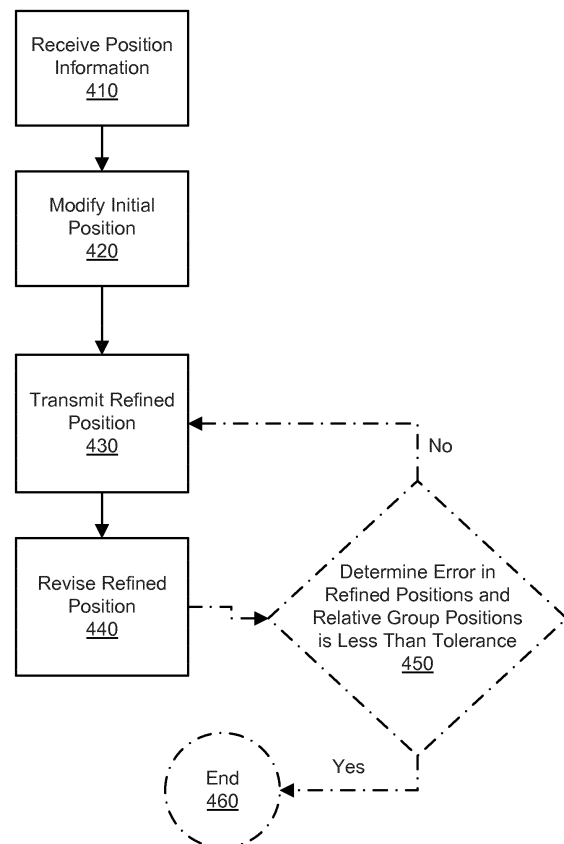 Receive Position
Information
410
Modify Initial
Position
420
Transmit Refined
Position
430
No
Revise Refined
Position
440
Determine Error in
Refined Positions and
Relative Group Positions
is Less Than Tolerance
450
Yes
End
460